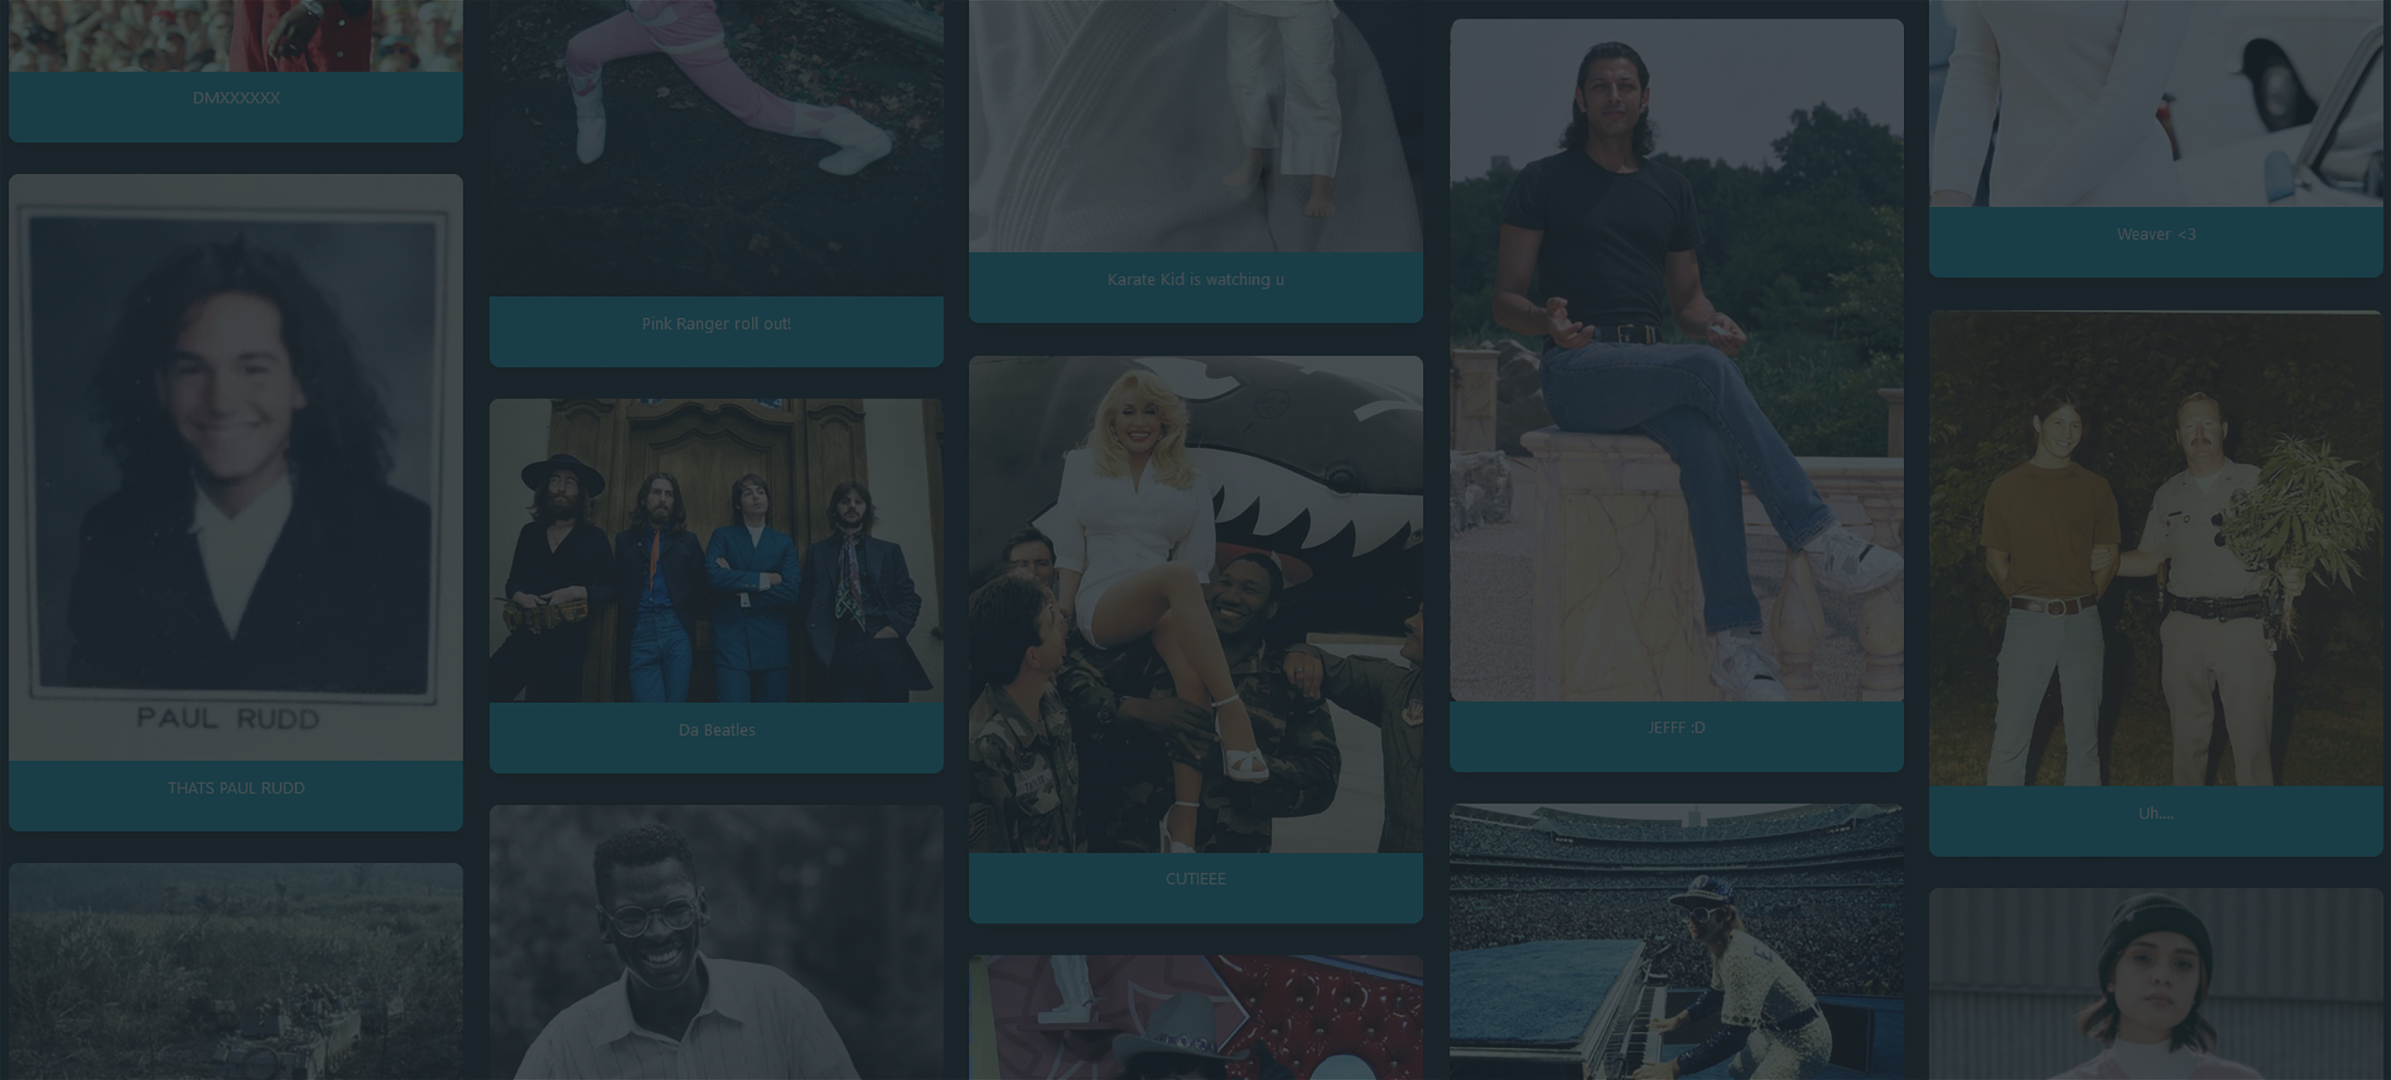 DMXXXXXX
PAUL RUDD
THATS PAUL RUDD
Pink Ranger roll out!
Da Beatles
Karate Kid is watching u
CUTIEEE
JEFFF :D
Weaver <3
Uh....